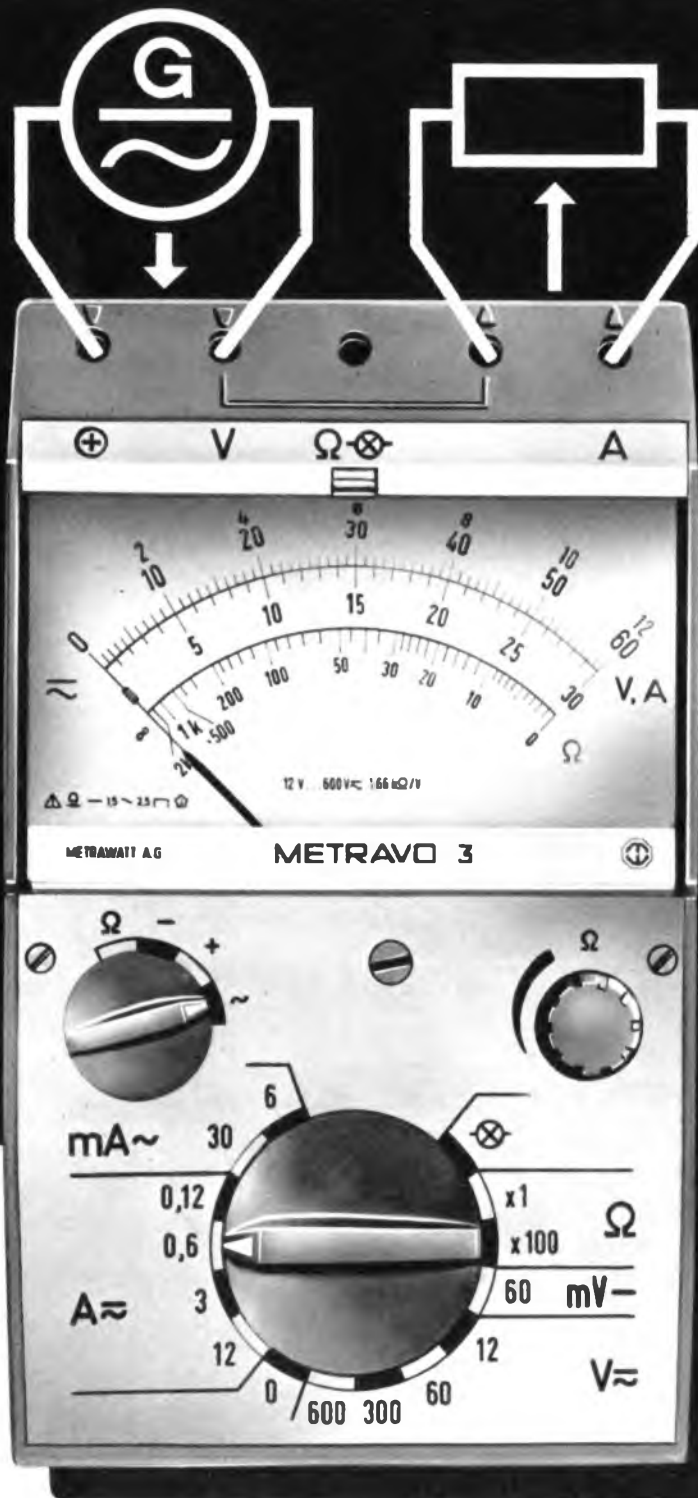 G
⊕ V Ω A
2 4 6 8 10 12
0 10 20 30 40 50 60
5 10 15 20 25 30
V, A
∞ 2k 1k 500 200 100 50 30 20 10 0 Ω
12 V...600V≂ 1,66 kΩ/V
METRAWATT AG METRAVO 3
Ω - + ~
Ω
6
mA~ 30
0,12
x1 Ω
0,6
x100
A≂ 3
60 mV–
12
12
V≂
0 600 300 60